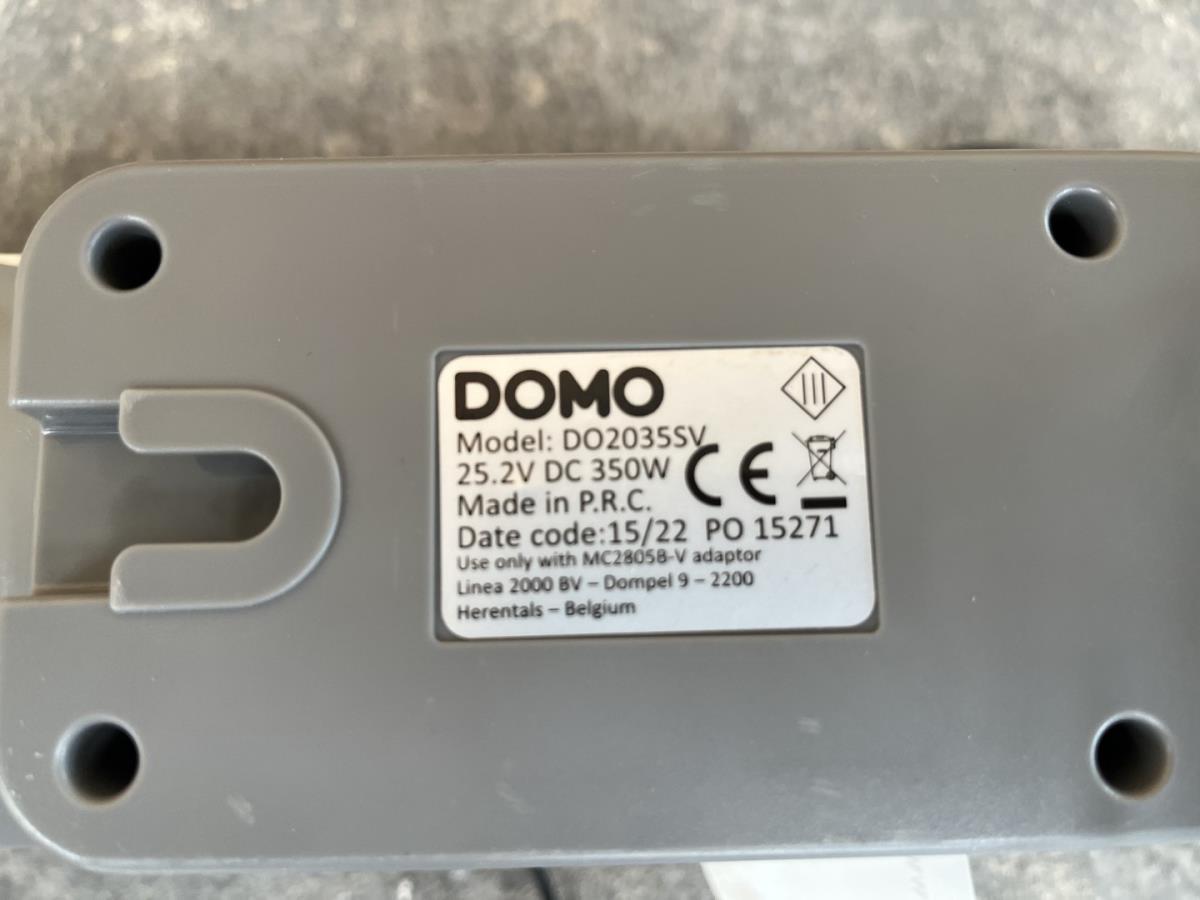 DOMO
Model: DO2035SV
25.2V DC 350W
CE
Made in P.R.C.
Date code:15/22 PO 15271
Use only with MC2805B-V adaptor
Linea 2000 BV – Dompel 9 – 2200
Herentals – Belgium